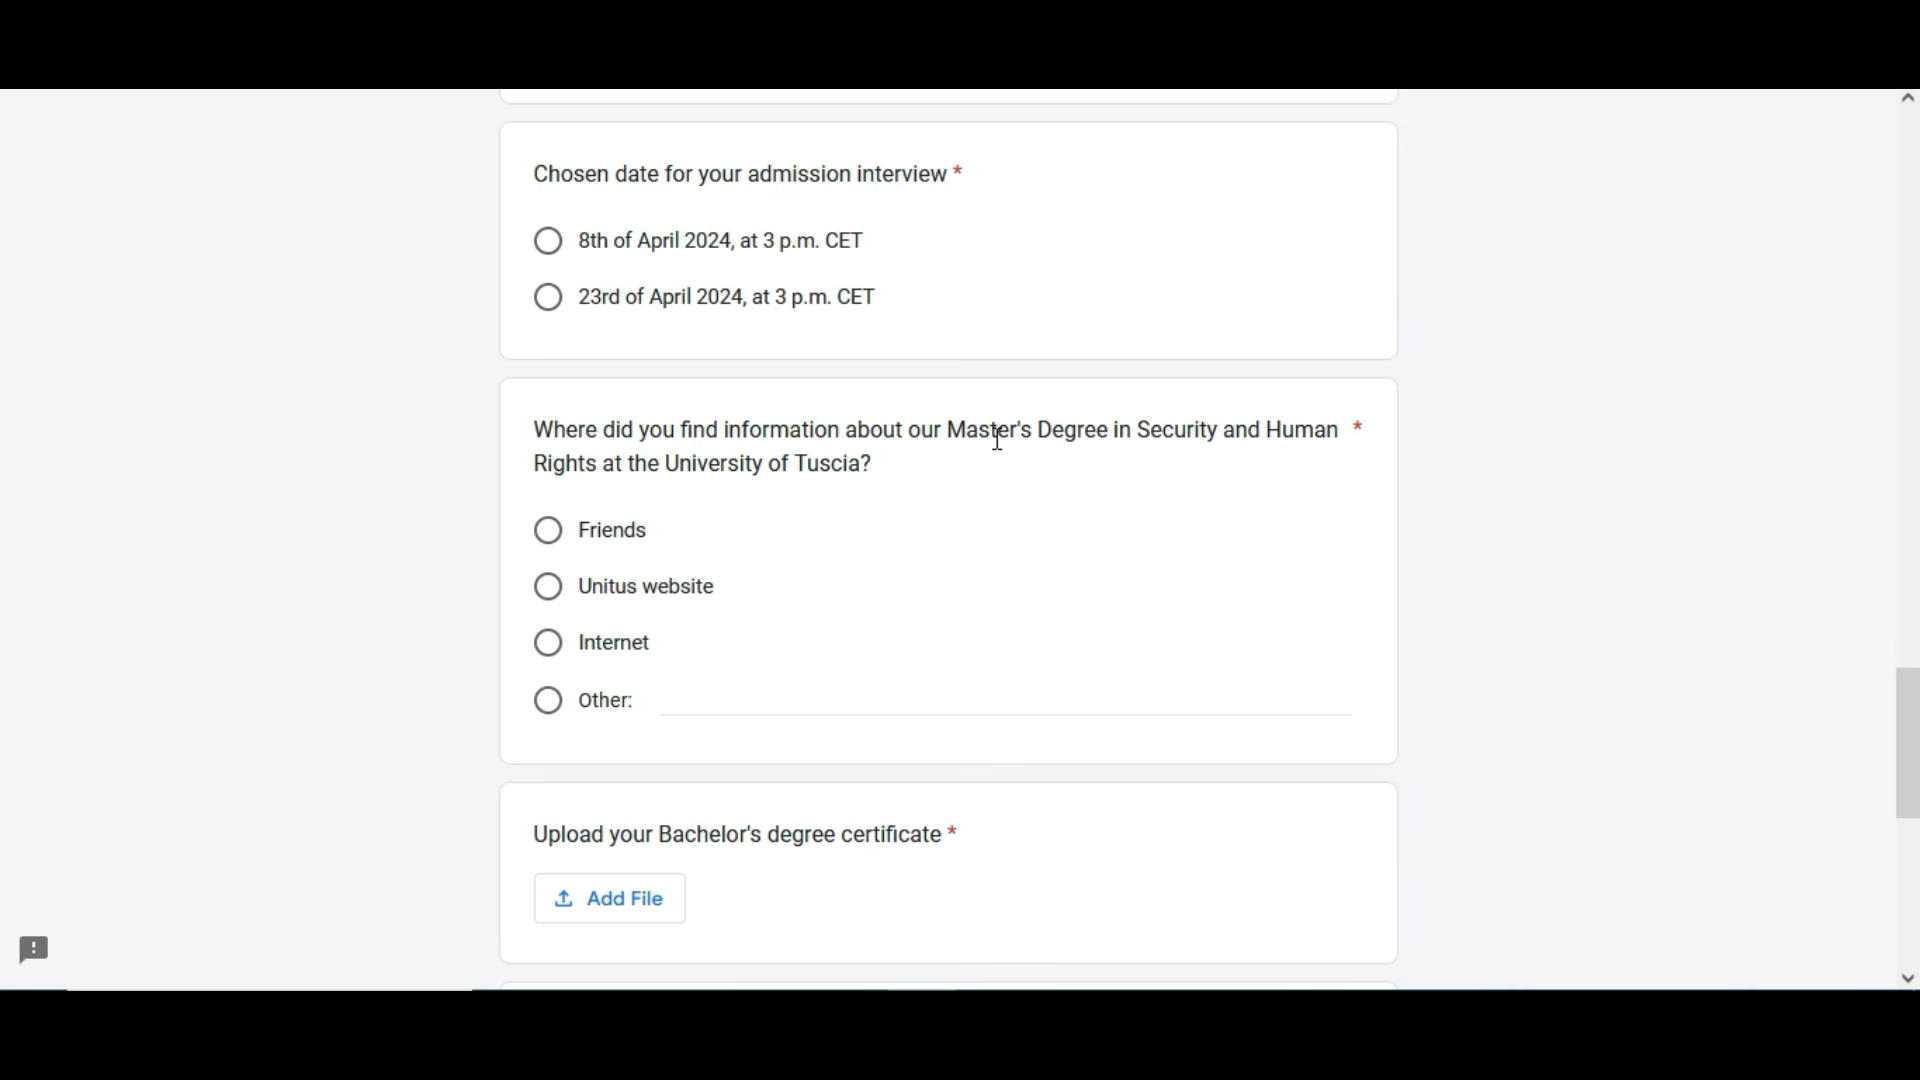 Chosen date for your admission interview *
8th of April 2024, at 3 p.m. CET
23rd of April 2024, at 3 p.m. CET
Where did you find information about our Master's Degree in Security and Human *
Rights at the University of Tuscia?
Friends
Unitus website
Internet
Other:
Upload your Bachelor's degree certificate *
Add File